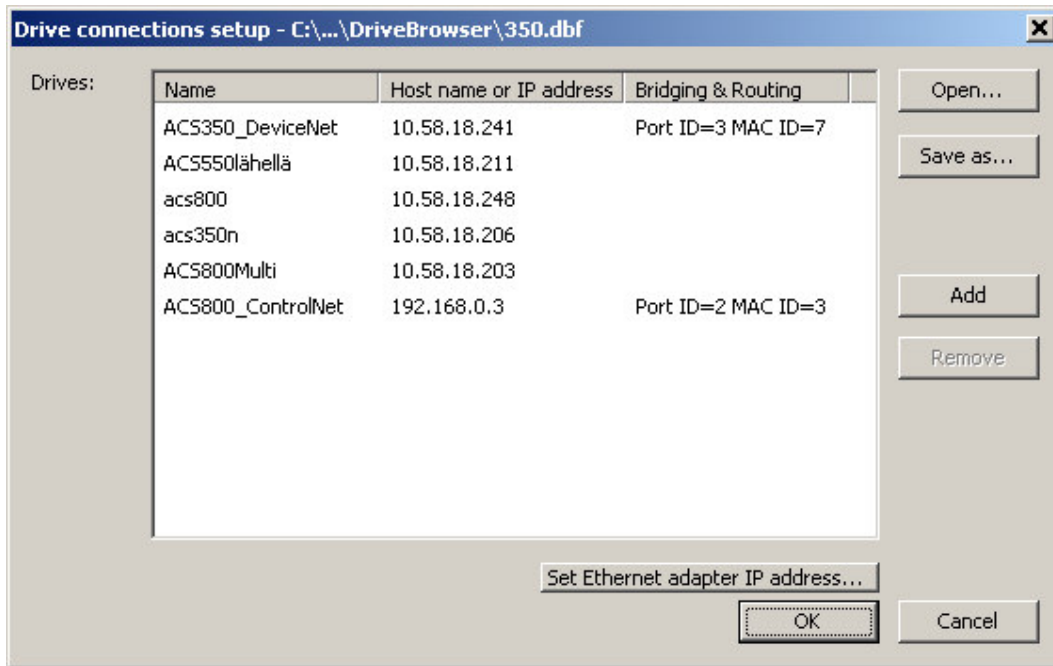 Drive connections setup - C:\...\DriveBrowser\350.dbf
Drives:
Name Host name or IP address Bridging & Routing
ACS350_DeviceNet 10.58.18.241 Port ID=3 MAC ID=7
ACS550lähellä 10.58.18.211
acs800 10.58.18.248
acs350n 10.58.18.206
ACS800Multi 10.58.18.203
ACS800_ControlNet 192.168.0.3 Port ID=2 MAC ID=3
Open...
Save as...
Add
Remove
Set Ethernet adapter IP address...
OK Cancel